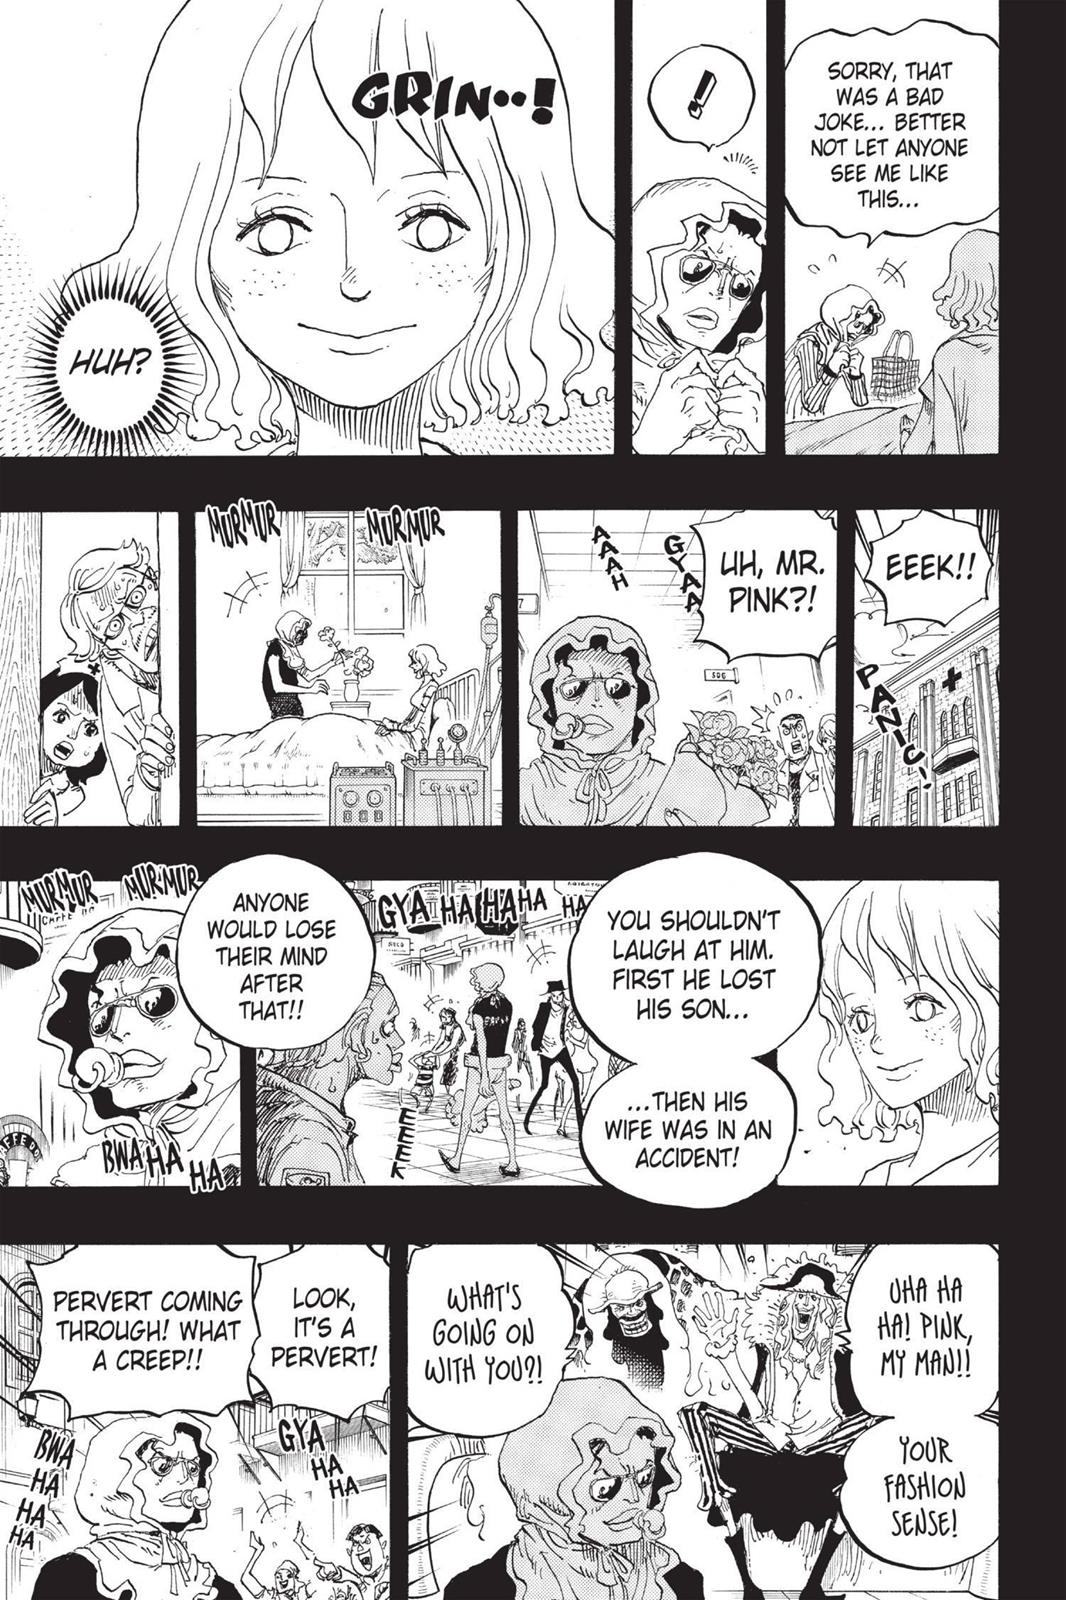 SORRY, THAT
WAS A BAD
JOKE... BETTER
NOT LET ANYONE
SEE ME LIKE
THIS...
!
GRIN..!
HUH?
EEEK!!
PANIC!
UH, MR.
PINK?!
GYAA
AAAH
506
7
MURMUR
MURMUR
YOU SHOULDN'T
LAUGH AT HIM.
FIRST HE LOST
HIS SON...
...THEN HIS
WIFE WAS IN AN
ACCIDENT!
GYA HA HA HA HA
EEEEK
ANYONE
WOULD LOSE
THEIR MIND
AFTER
THAT!!
MURMUR
MURMUR
BWA HA HA
UHA HA
HA! PINK,
MY MAN!!
YOUR
FASHION
SENSE!
WHAT'S
GOING ON
WITH YOU?!
LOOK,
IT'S A
PERVERT!
PERVERT COMING
THROUGH! WHAT
A CREEP!!
GYA
HA
HA
BWA
HA
HA
HA